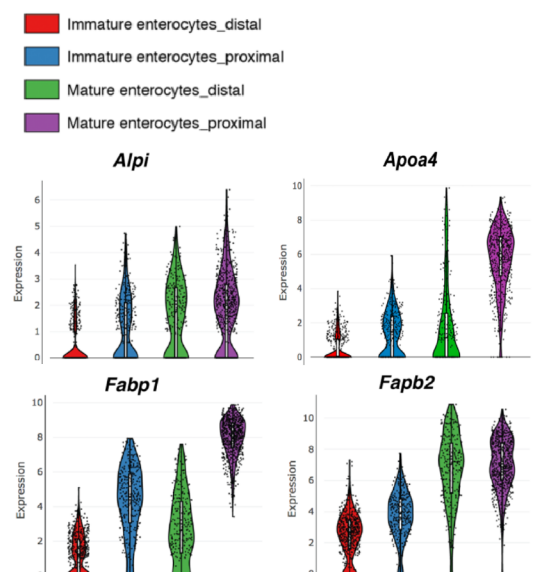 Immature enterocytes_distal
Immature enterocytes_proximal
Mature enterocytes_distal
Mature enterocytes_proximal
Alpi
Apoa4
Expression
6
5
4
3
2
1
0
Expression
10
8
6
4
2
0
Fabp1
Fapb2
Expression
10
8
6
4
2
Expression
10
8
6
4
2